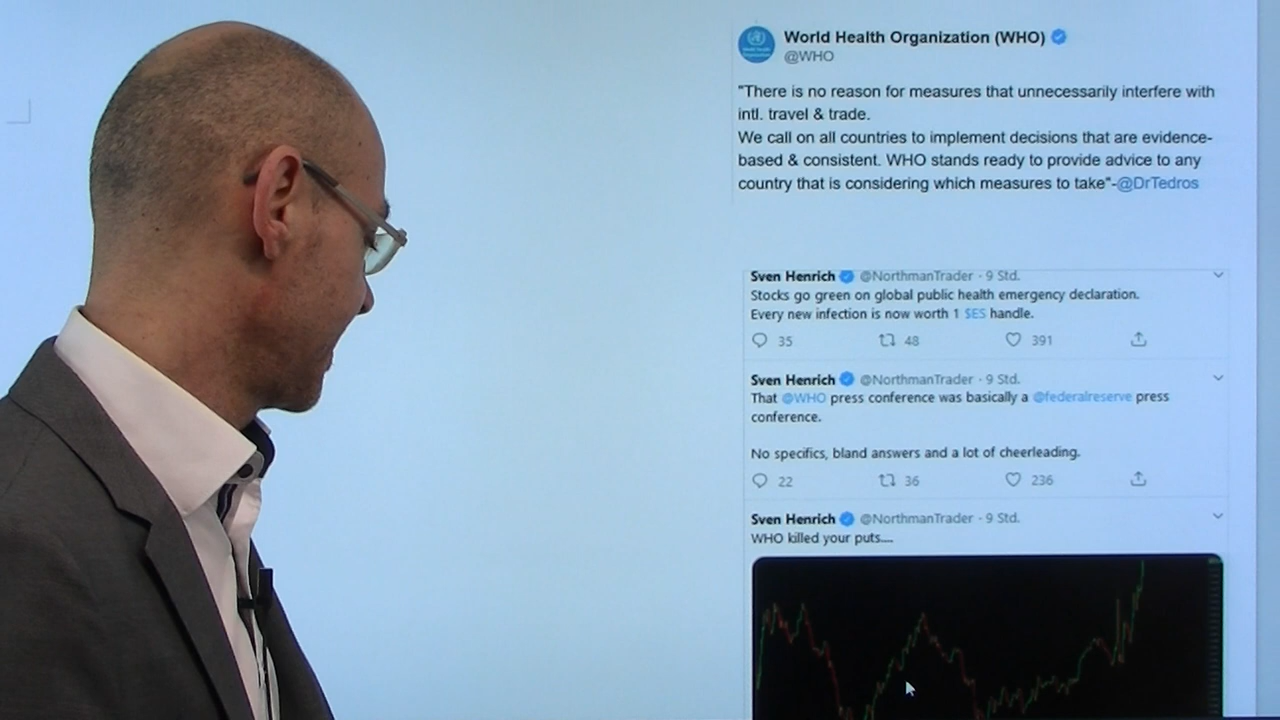 World Health Organization (WHO)
@WHO
"There is no reason for measures that unnecessarily interfere with
intl. travel & trade.
We call on all countries to implement decisions that are evidence-
based & consistent. WHO stands ready to provide advice to any
country that is considering which measures to take"-@DrTedros
Sven Henrich @NorthmanTrader · 9 Std.
Stocks go green on global public health emergency declaration.
Every new infection is now worth 1 $ES handle.
35 48 391
Sven Henrich @NorthmanTrader · 9 Std.
That @WHO press conference was basically a @federalreserve press
conference.
No specifics, bland answers and a lot of cheerleading.
22 36 236
Sven Henrich @NorthmanTrader · 9 Std.
WHO killed your puts....